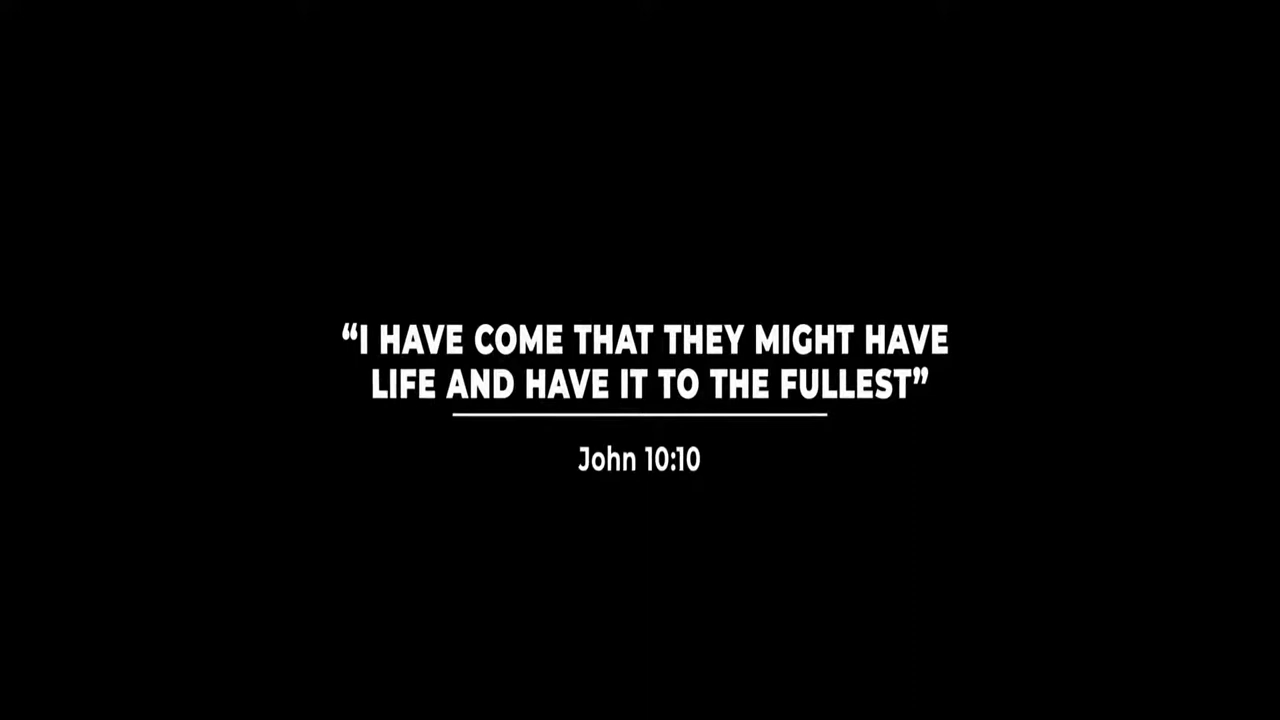 “I HAVE COME THAT THEY MIGHT HAVE
LIFE AND HAVE IT TO THE FULLEST”
John 10:10